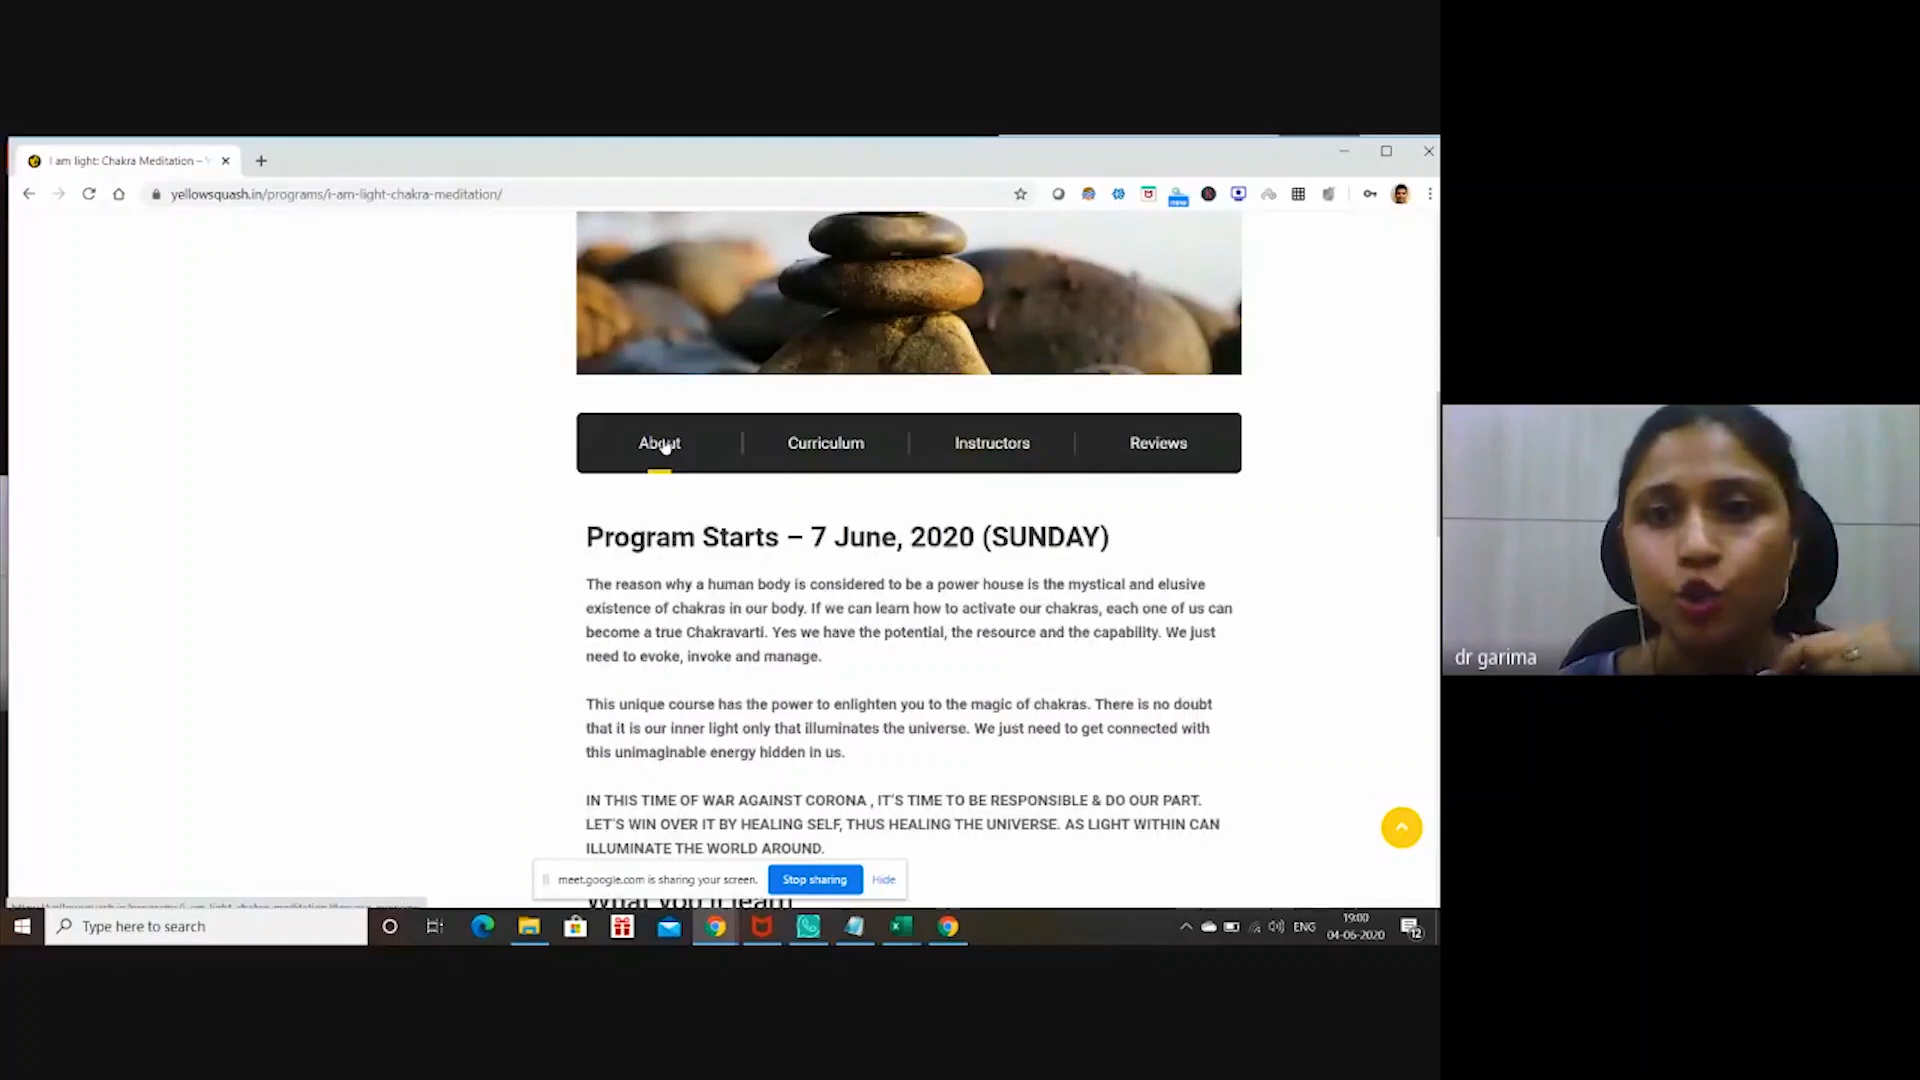 I am light: Chakra Meditation –
yellowsquash.in/programs/i-am-light-chakra-meditation/
new
About
Curriculum
Instructors
Reviews
Program Starts – 7 June, 2020 (SUNDAY)
The reason why a human body is considered to be a power house is the mystical and elusive
existence of chakras in our body. If we can learn how to activate our chakras, each one of us can
become a true Chakravarti. Yes we have the potential, the resource and the capability. We just
need to evoke, invoke and manage.
This unique course has the power to enlighten you to the magic of chakras. There is no doubt
that it is our inner light only that illuminates the universe. We just need to get connected with
this unimaginable energy hidden in us.
IN THIS TIME OF WAR AGAINST CORONA , IT'S TIME TO BE RESPONSIBLE & DO OUR PART.
LET'S WIN OVER IT BY HEALING SELF, THUS HEALING THE UNIVERSE. AS LIGHT WITHIN CAN
ILLUMINATE THE WORLD AROUND.
meet.google.com is sharing your screen.
Stop sharing
Hide
What you'll learn
Type here to search
ENG
19:00
04-06-2020
12
dr garima